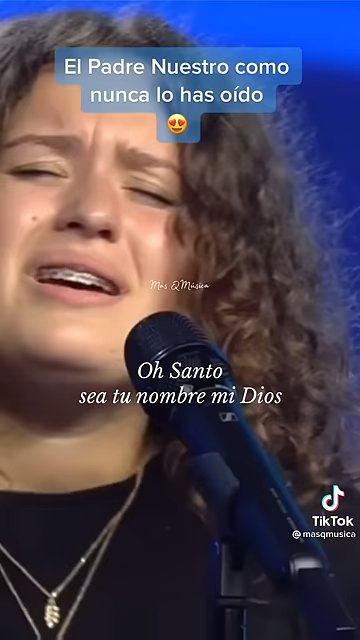 El Padre Nuestro como
nunca lo has oído
😍
Más Q Música
Oh Santo
sea tu nombre mi Dios
TikTok
@masqmusica